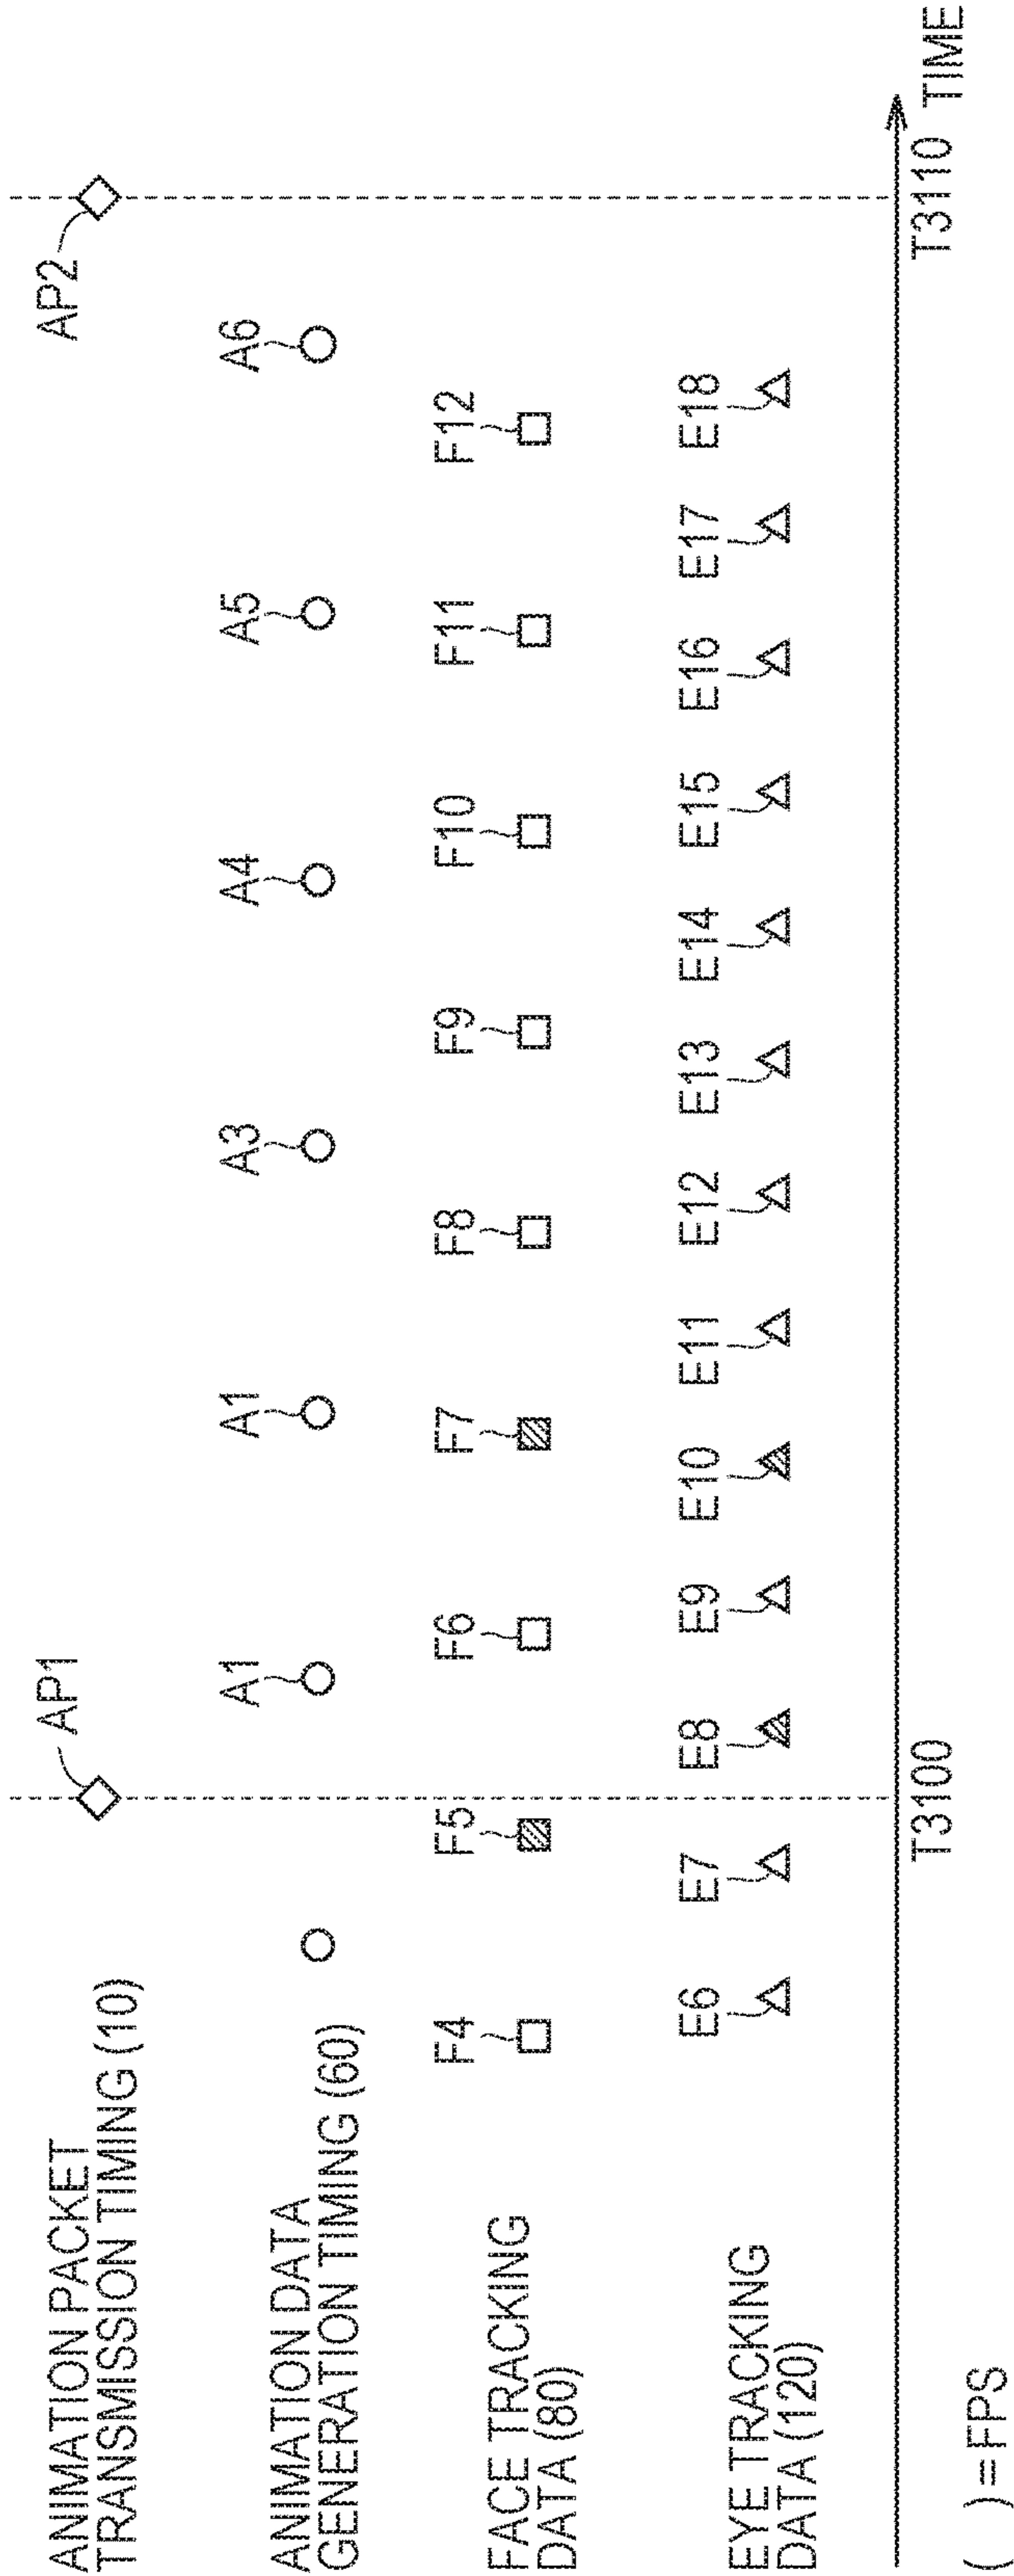 ANIMATION PACKET
TRANSMISSION TIMING (10)
AP1
AP2
ANIMATION DATA
GENERATION TIMING (60)
A1
A1
A3
A4
A5
A6
FACE TRACKING
DATA (80)
F4
F5
F6
F7
F8
F9
F10
F11
F12
EYE TRACKING
DATA (120)
E6
E7
E8
E9
E10
E11
E12
E13
E14
E15
E16
E17
E18
T3100
T3110
TIME
( ) = FPS